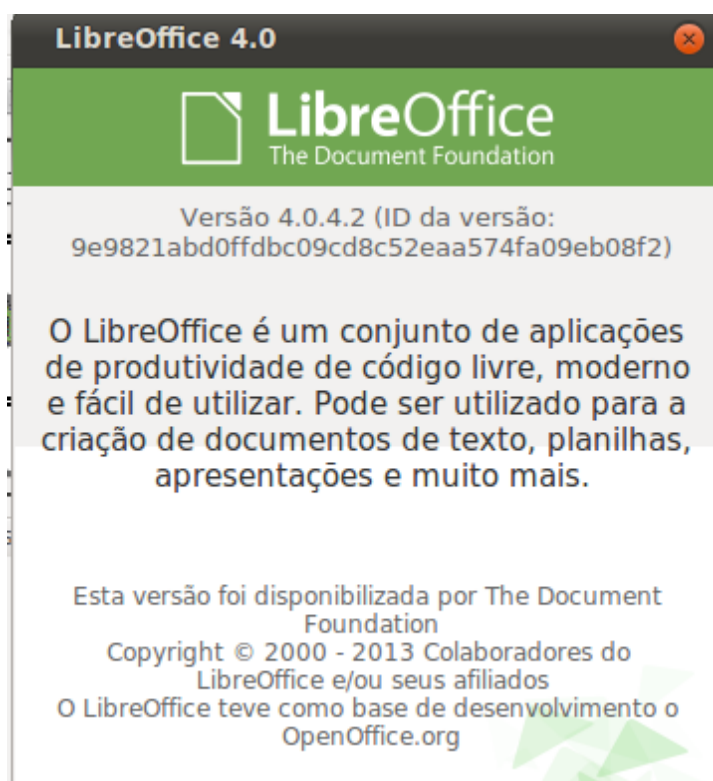 LibreOffice 4.0
LibreOffice
The Document Foundation
Versão 4.0.4.2 (ID da versão:
9e9821abd0ffdbc09cd8c52eaa574fa09eb08f2)
O LibreOffice é um conjunto de aplicações
de produtividade de código livre, moderno
e fácil de utilizar. Pode ser utilizado para a
criação de documentos de texto, planilhas,
apresentações e muito mais.
Esta versão foi disponibilizada por The Document
Foundation
Copyright © 2000 - 2013 Colaboradores do
LibreOffice e/ou seus afiliados
O LibreOffice teve como base de desenvolvimento o
OpenOffice.org